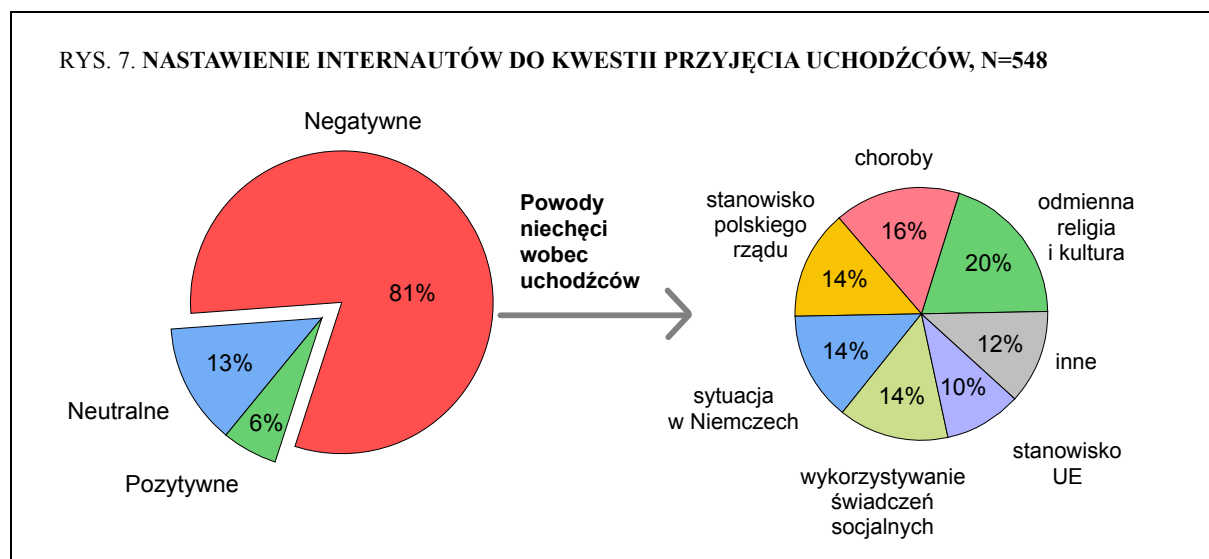 RYS. 7. NASTAWIENIE INTERNAUTÓW DO KWESTII PRZYJĘCIA UCHODŹCÓW, N=548
Negatywne
81%
13%
Neutralne
6%
Pozytywne
Powody
niechęci
wobec
uchodźców
choroby
16%
odmienna
religia
i kultura
20%
inne
12%
stanowisko
UE
10%
wykorzystywanie
świadczeń
socjalnych
14%
sytuacja
w Niemczech
14%
stanowisko
polskiego
rządu
14%